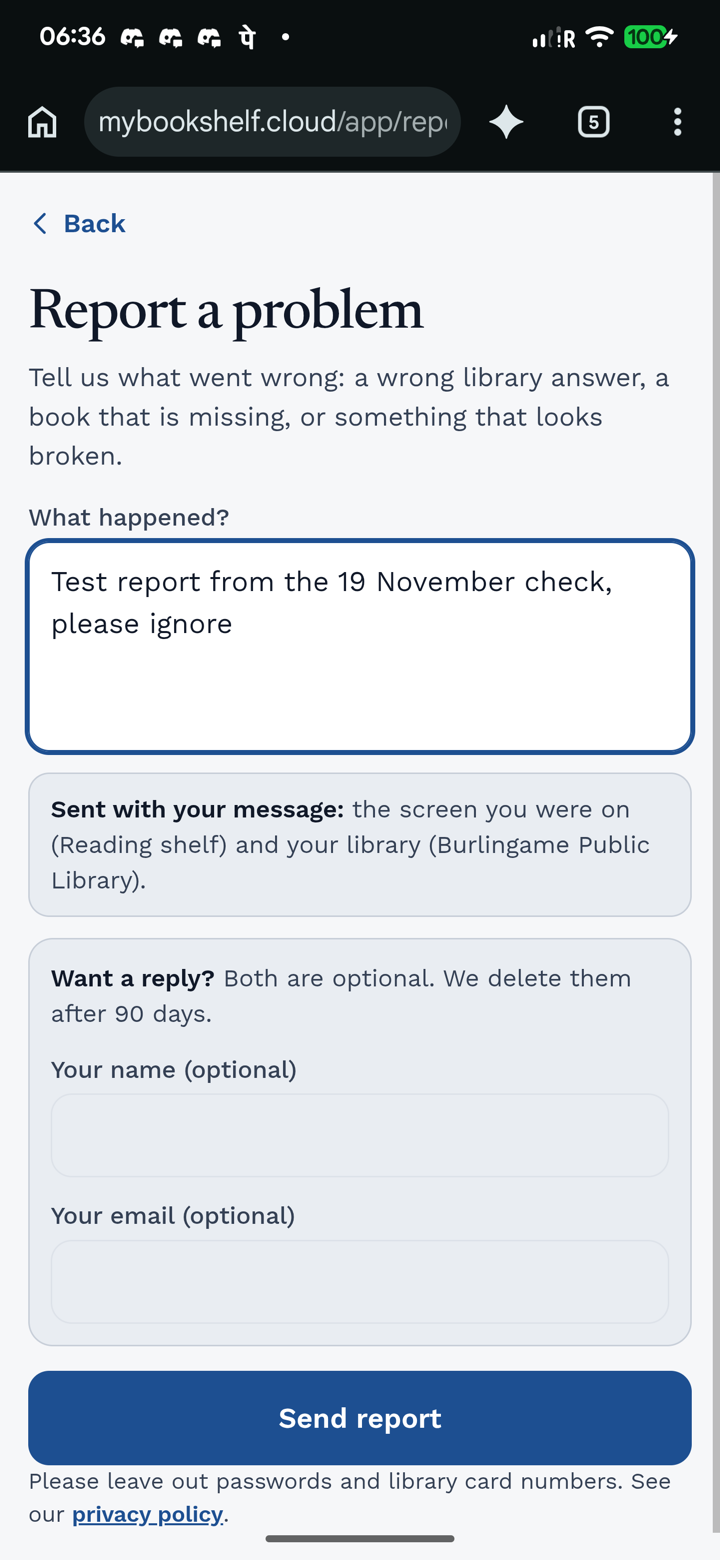 06:36 पे
R 100
mybookshelf.cloud/app/rep
5
Back
Report a problem
Tell us what went wrong: a wrong library answer, a
book that is missing, or something that looks
broken.
What happened?
Test report from the 19 November check,
please ignore
Sent with your message: the screen you were on
(Reading shelf) and your library (Burlingame Public
Library).
Want a reply? Both are optional. We delete them
after 90 days.
Your name (optional)
Your email (optional)
Send report
Please leave out passwords and library card numbers. See
our privacy policy.